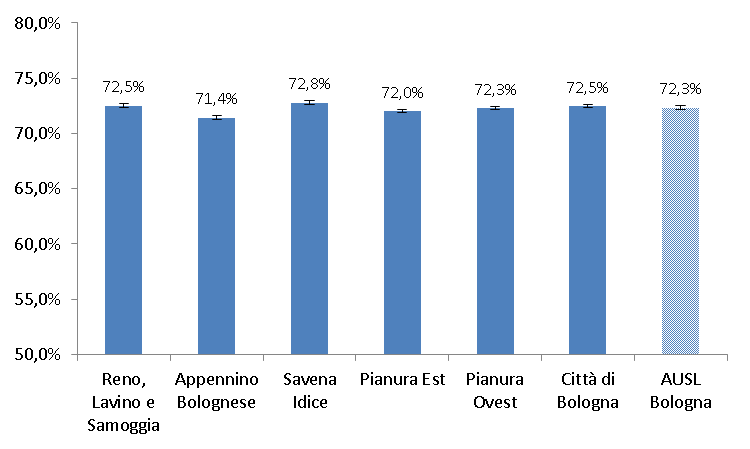 80,0%
75,0%
70,0%
65,0%
60,0%
55,0%
50,0%
72,5%
71,4%
72,8%
72,0%
72,3%
72,5%
72,3%
Reno,
Lavino e
Samoggia
Appennino
Bolognese
Savena
Idice
Pianura Est
Pianura
Ovest
Città di
Bologna
AUSL
Bologna